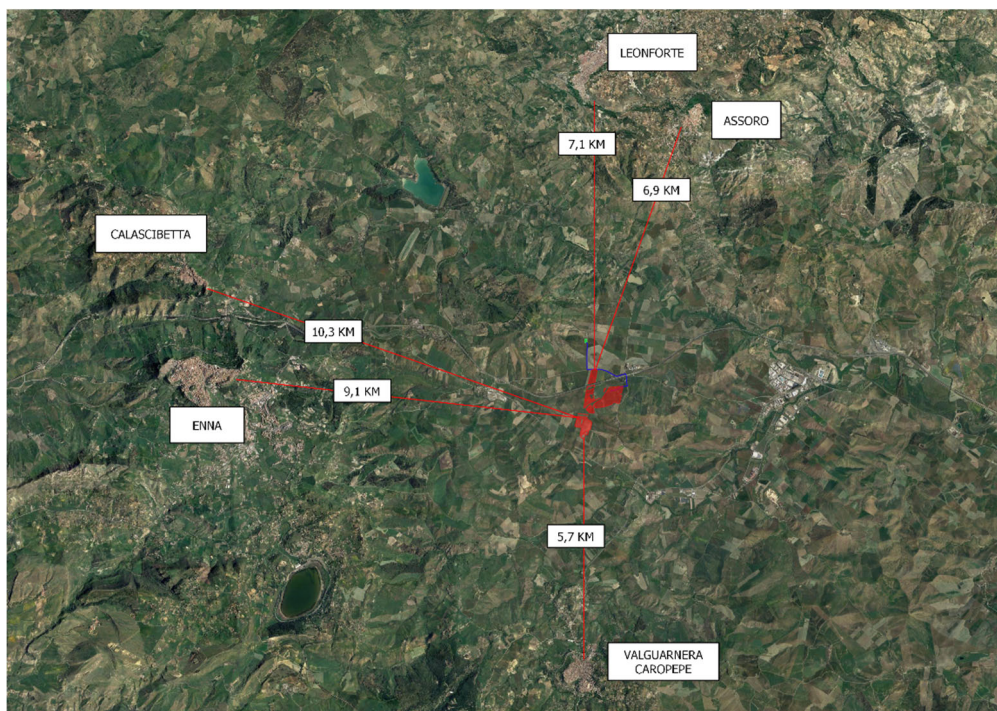 LEONFORTE
ASSORO
7,1 KM
6,9 KM
CALASCIBETTA
10,3 KM
9,1 KM
ENNA
5,7 KM
VALGUARNERA
CAROPEPE